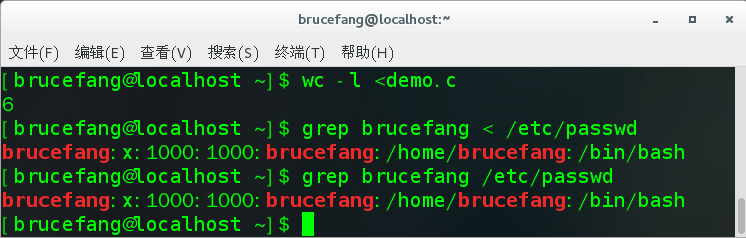 brucefang@localhost:~
文件(F) 编辑(E) 查看(V) 搜索(S) 终端(T) 帮助(H)
[brucefang@localhost ~]$ wc -l <demo.c
6
[brucefang@localhost ~]$ grep brucefang < /etc/passwd
brucefang:x:1000:1000:brucefang:/home/brucefang:/bin/bash
[brucefang@localhost ~]$ grep brucefang /etc/passwd
brucefang:x:1000:1000:brucefang:/home/brucefang:/bin/bash
[brucefang@localhost ~]$